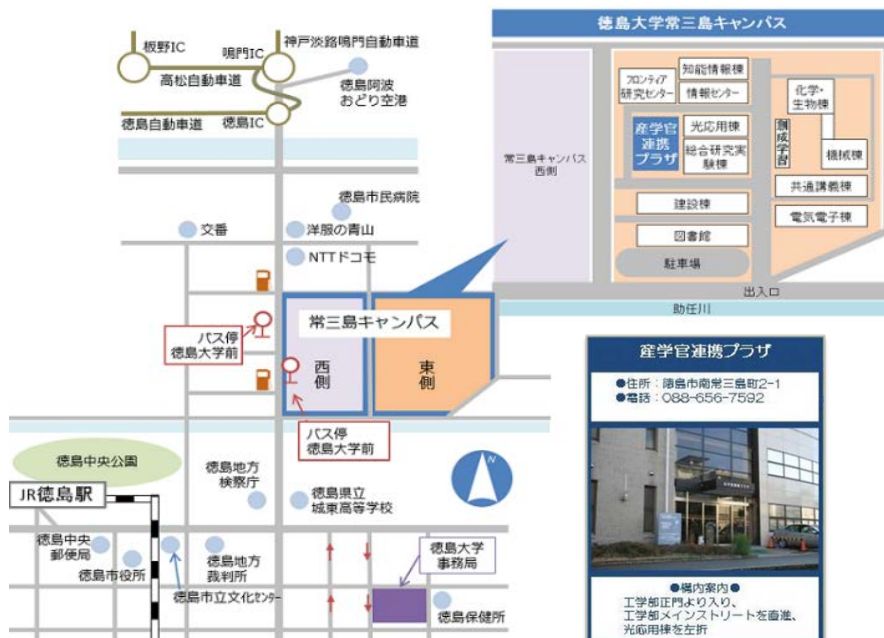 板野IC
鳴門IC
神戸淡路鳴門自動車道
高松自動車道
徳島阿波
おどり空港
徳島自動車道
徳島IC
徳島市民病院
交番
洋服の青山
NTTドコモ
バス停
徳島大学前
常三島キャンパス
西側
東側
バス停
徳島大学前
徳島中央公園
JR徳島駅
徳島地方
検察庁
徳島県立
城東高等学校
N
徳島中央
郵便局
徳島市役所
徳島地方
裁判所
徳島市立文化センター
徳島大学
事務局
徳島保健所
徳島大学常三島キャンパス
常三島キャンパス
西側
フロンティア
研究センター
知能情報棟
情報センター
産学官
連携
プラザ
光応用棟
総合研究実
験棟
化学・
生物棟
創成学習
機械棟
共通講義棟
電気電子棟
建設棟
図書館
駐車場
出入口
助任川
産学官連携プラザ
●住所：徳島市南常三島町2-1
●電話：088-656-7592
●構内案内●
工学部正門より入り、
工学部メインストリートを直進、
光応用棟を左折